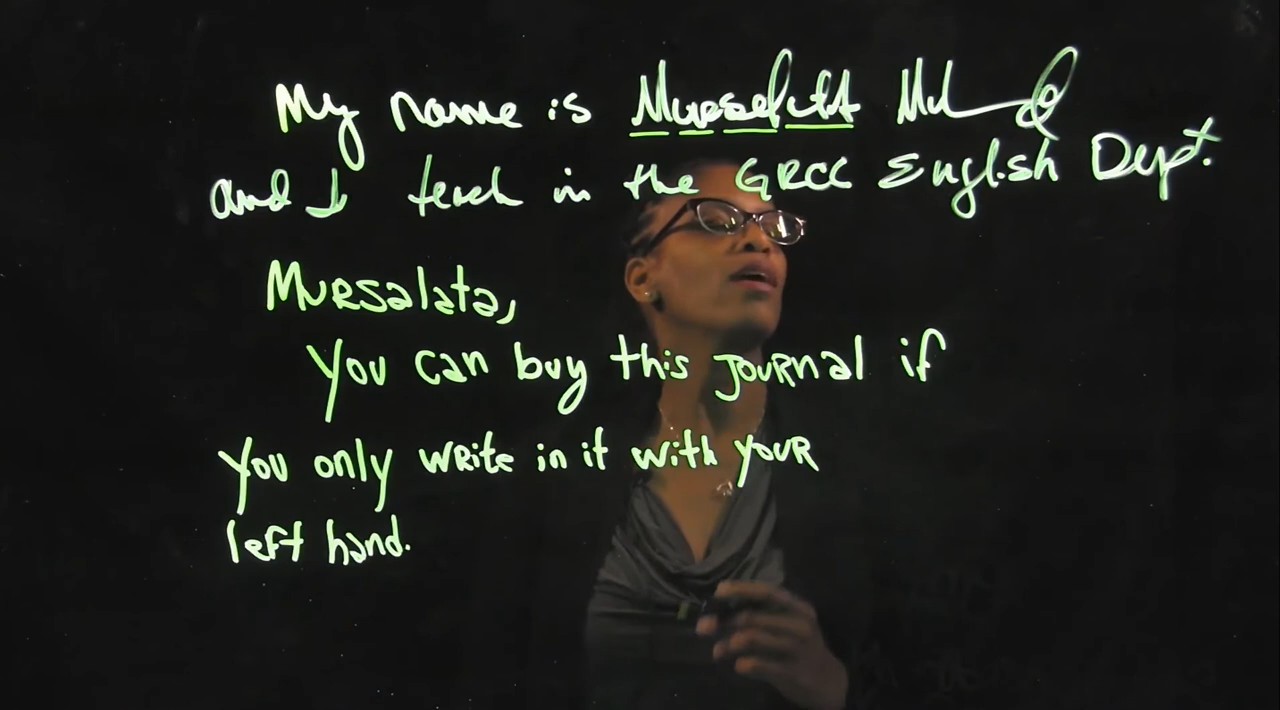 My name is Mursalata
and I teach in the GRCC English Dept.
Mursalata,
You can buy this journal if
you only write in it with your
left hand.